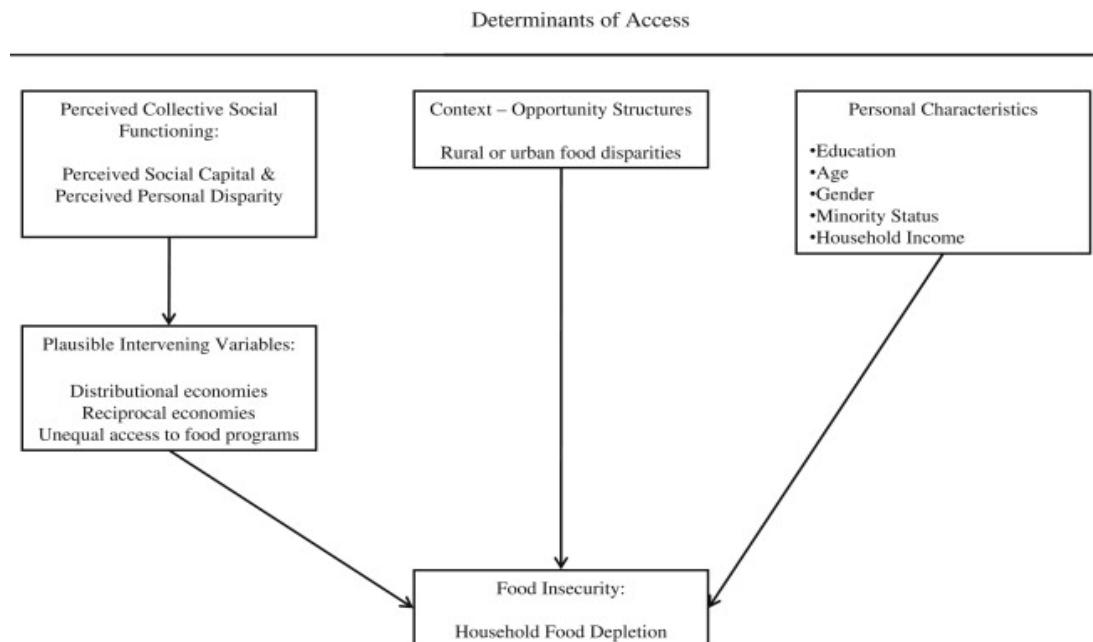 Determinants of Access
Perceived Collective Social
Functioning:
Perceived Social Capital &
Perceived Personal Disparity
Context – Opportunity Structures
Rural or urban food disparities
Personal Characteristics
•Education
•Age
•Gender
•Minority Status
•Household Income
Plausible Intervening Variables:
Distributional economies
Reciprocal economies
Unequal access to food programs
Food Insecurity:
Household Food Depletion